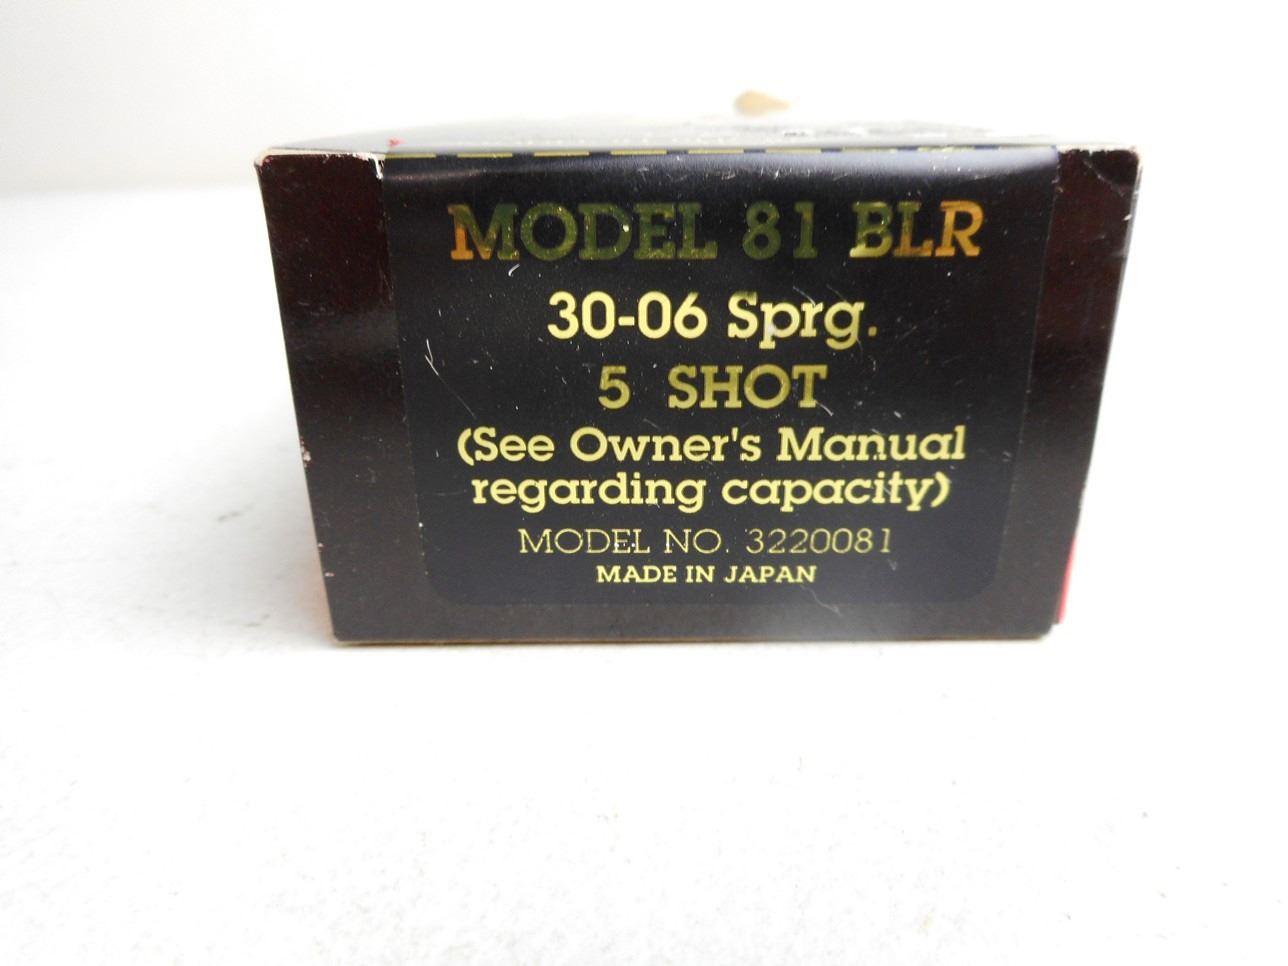 MODEL 81 BLR
30-06 Sprg.
5 SHOT
(See Owner's Manual
regarding capacity)
MODEL NO. 3220081
MADE IN JAPAN